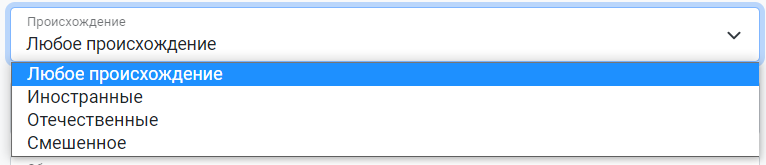 Происхождение
Любое происхождение
Любое происхождение
Иностранные
Отечественные
Смешенное